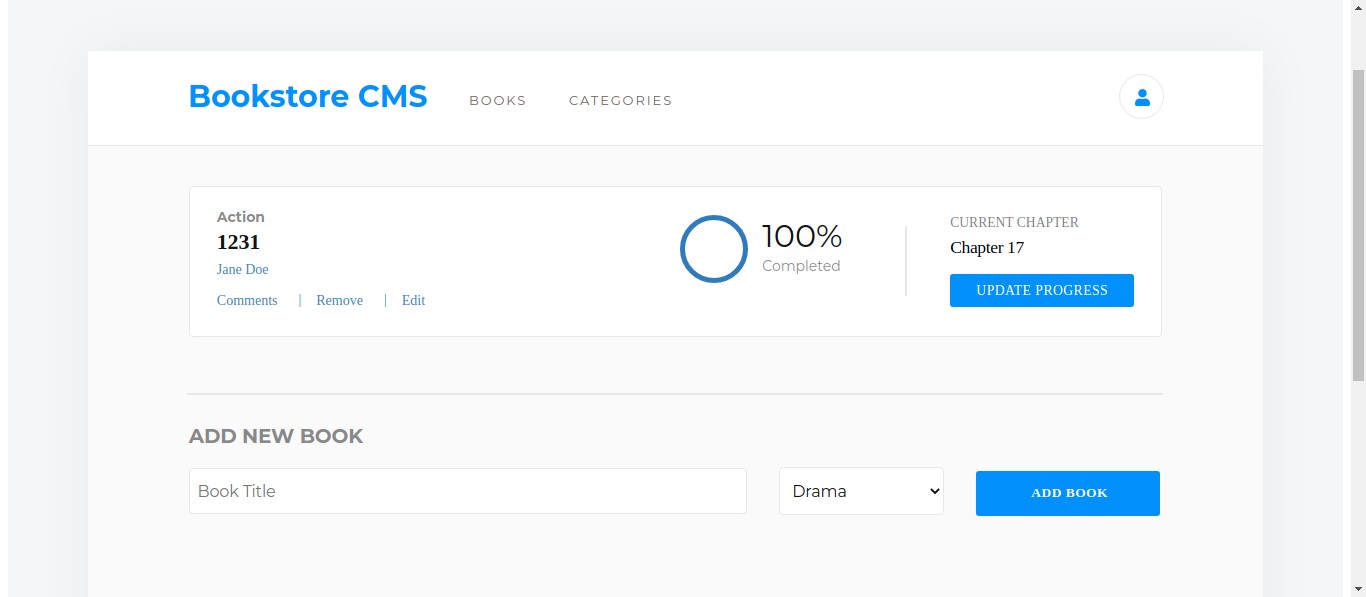 Bookstore CMS
BOOKS
CATEGORIES
Action
1231
Jane Doe
Comments | Remove | Edit
100%
Completed
CURRENT CHAPTER
Chapter 17
UPDATE PROGRESS
ADD NEW BOOK
Book Title
Drama
ADD BOOK